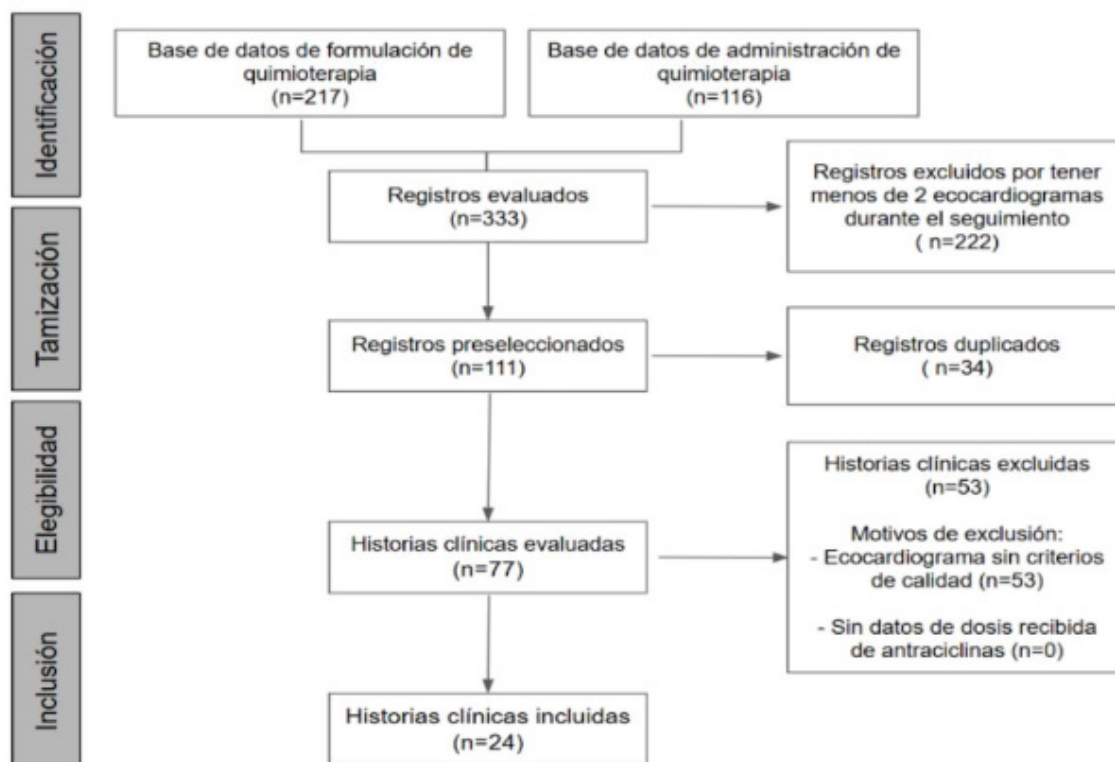 Identificación
Base de datos de formulación de
quimioterapia
(n=217)
Base de datos de administración de
quimioterapia
(n=116)
Registros evaluados
(n=333)
Registros excluidos por tener
menos de 2 ecocardiogramas
durante el seguimiento
( n=222)
Tamización
Registros preseleccionados
(n=111)
Registros duplicados
( n=34)
Elegibilidad
Historias clínicas evaluadas
(n=77)
Historias clínicas excluidas
(n=53)
Motivos de exclusión:
- Ecocardiograma sin criterios
de calidad (n=53)
- Sin datos de dosis recibida
de antraciclinas (n=0)
Inclusión
Historias clínicas incluidas
(n=24)